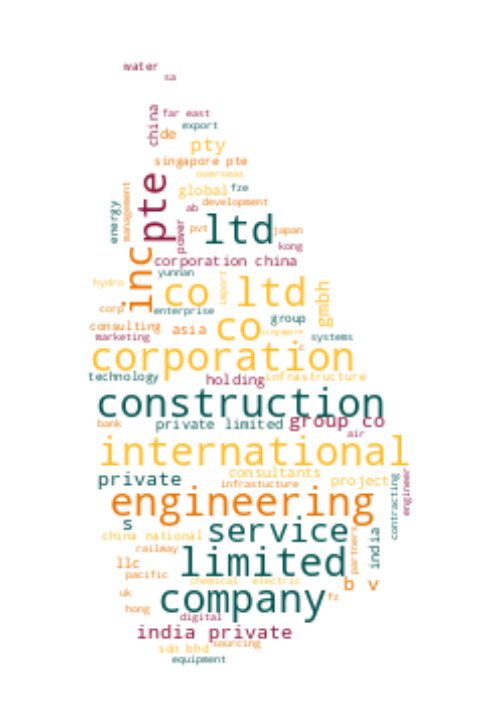 water
sa
china
far east
export
de
pty
singapore pte
overseas
global
fze
development
management
energy
pte
ab
power
pvt
ltd
japan
kong
corporation china
yunnan
inc
hydro
import
co ltd
gmbh
corp
enterprise
group
consulting
asia
co
singapore
marketing
systems
c
corporation
technology
holding
infrastructure
construction
bank
private limited
group co
air
international
consultants
private
infrastucture
project
engineer
contracting
engineering
s
service
china national
india
partners
railway
limited
llc
pacific
chemical
electric
b v
uk
company
fz
hong
digital
india private
sourcing
sdn bhd
equipment